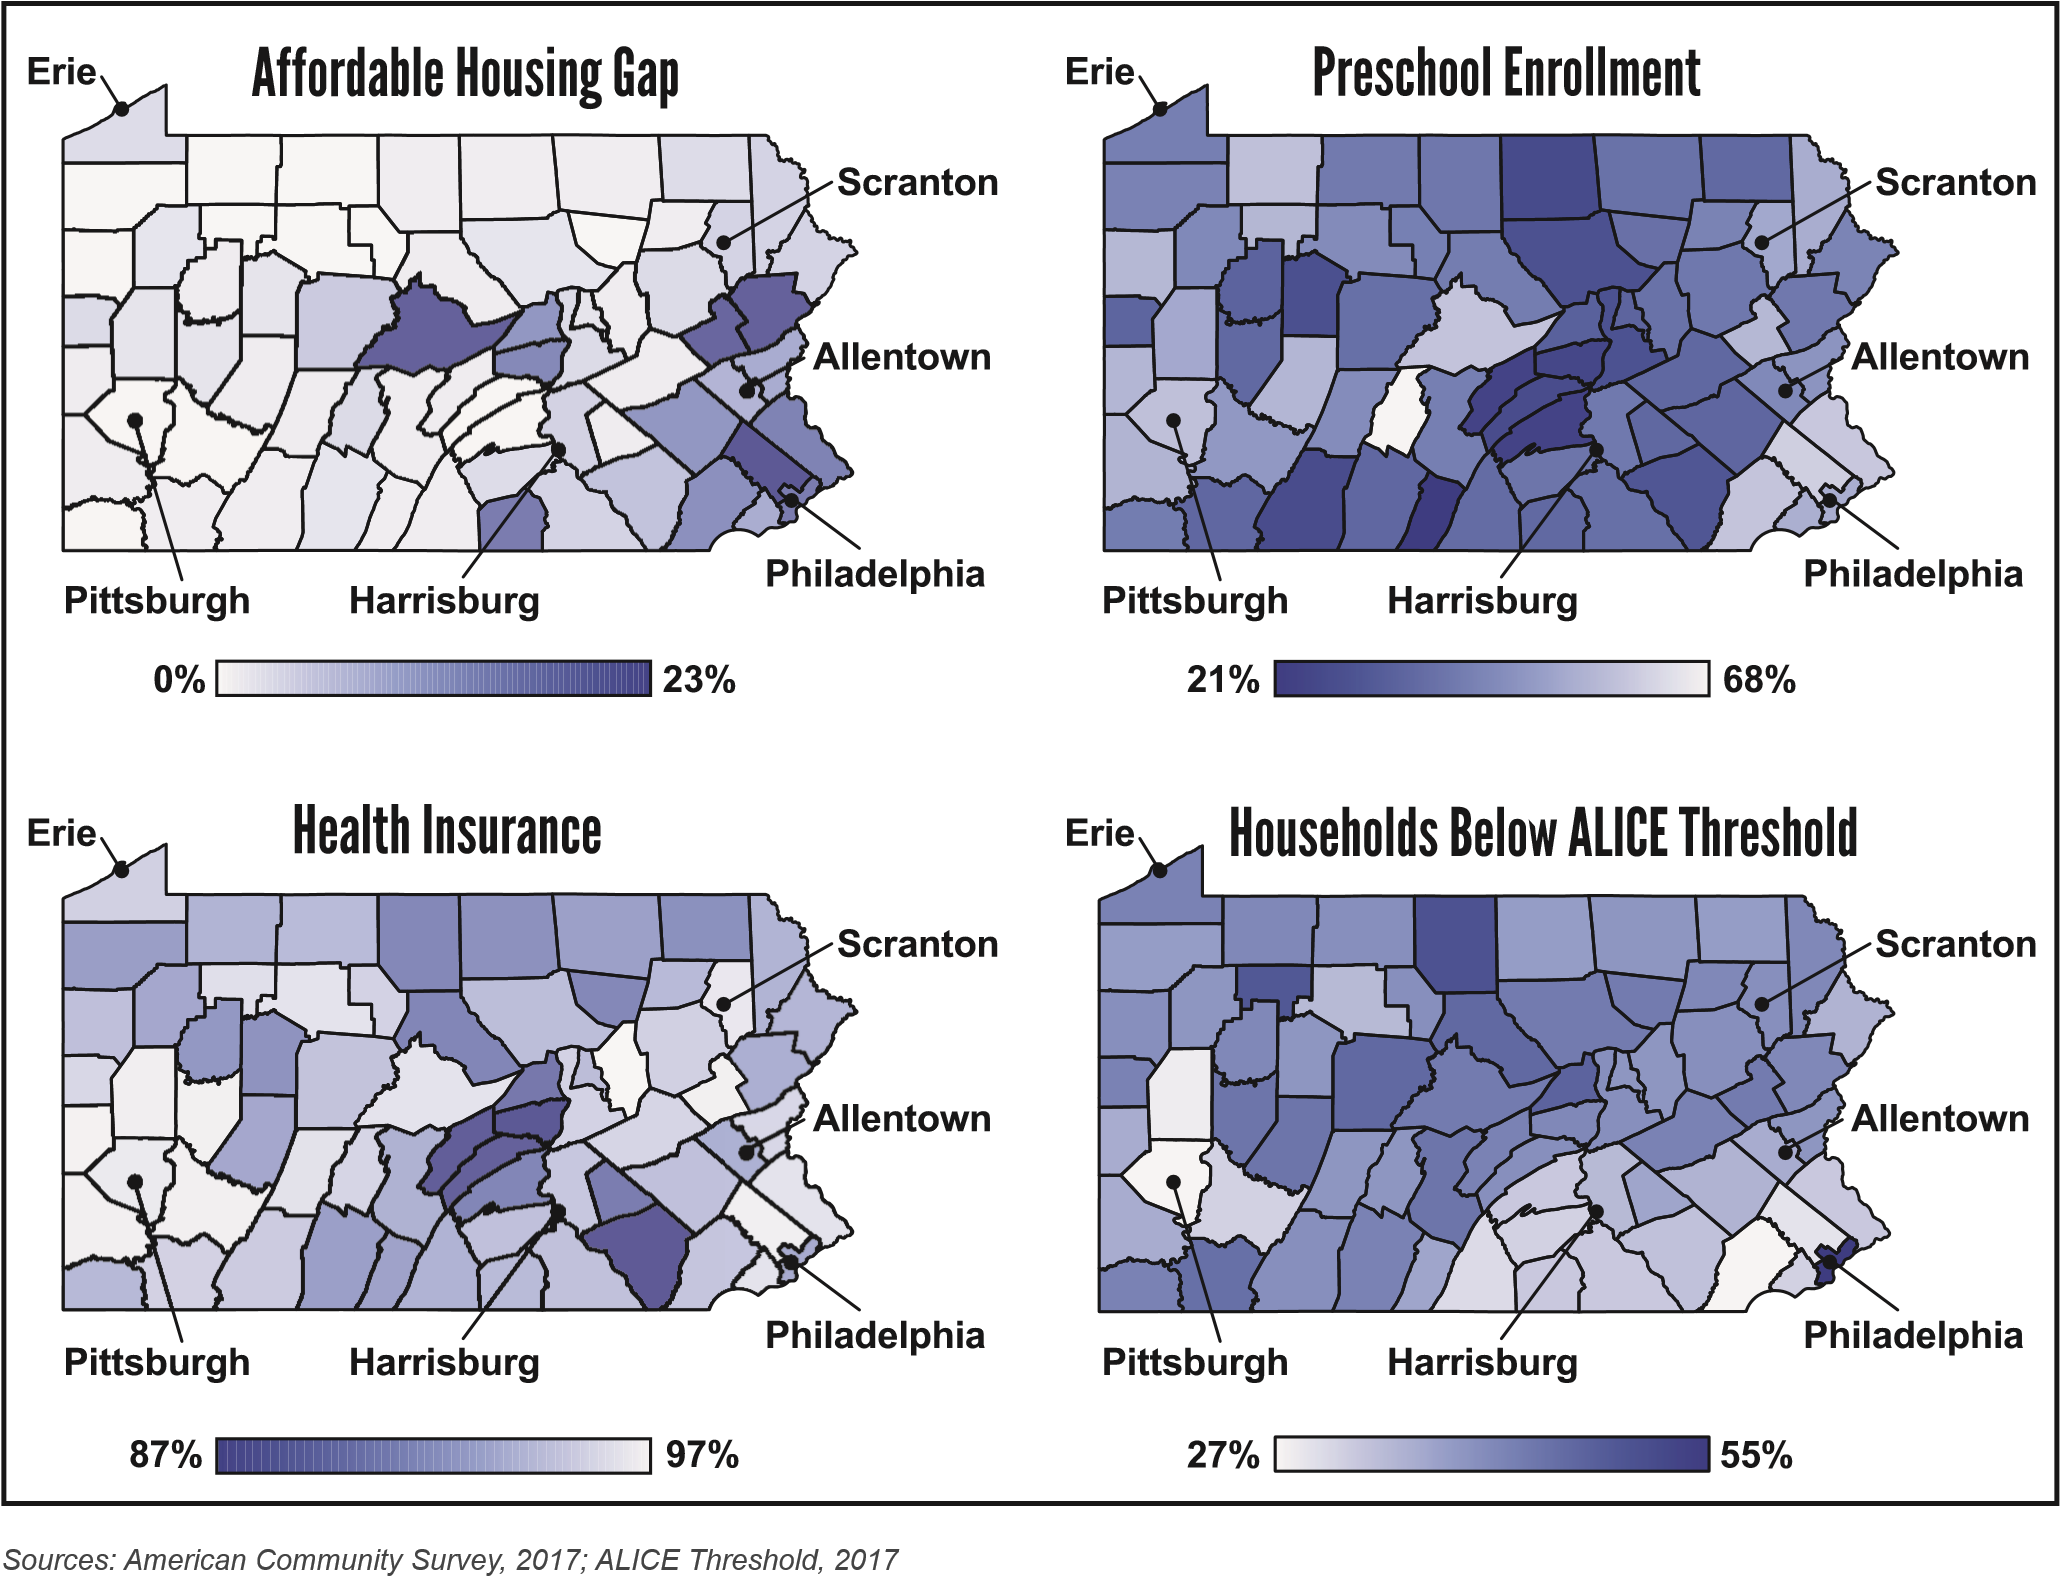 Affordable Housing Gap
Erie
Scranton
Allentown
Philadelphia
Pittsburgh
Harrisburg
0%
23%
Preschool Enrollment
Erie
Scranton
Allentown
Philadelphia
Pittsburgh
Harrisburg
21%
68%
Health Insurance
Erie
Scranton
Allentown
Philadelphia
Pittsburgh
Harrisburg
87%
97%
Households Below ALICE Threshold
Erie
Scranton
Allentown
Philadelphia
Pittsburgh
Harrisburg
27%
55%
Sources: American Community Survey, 2017; ALICE Threshold, 2017